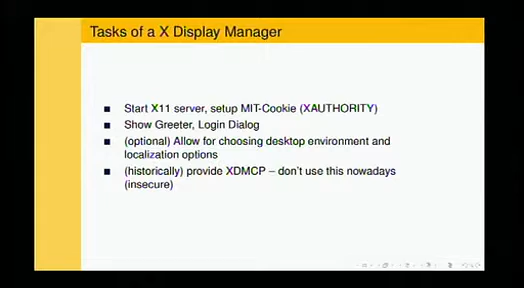 Tasks of a X Display Manager
Start X11 server, setup MIT-Cookie (XAUTHORITY)
Show Greeter, Login Dialog
(optional) Allow for choosing desktop environment and
localization options
(historically) provide XDMCP – don't use this nowadays
(insecure)